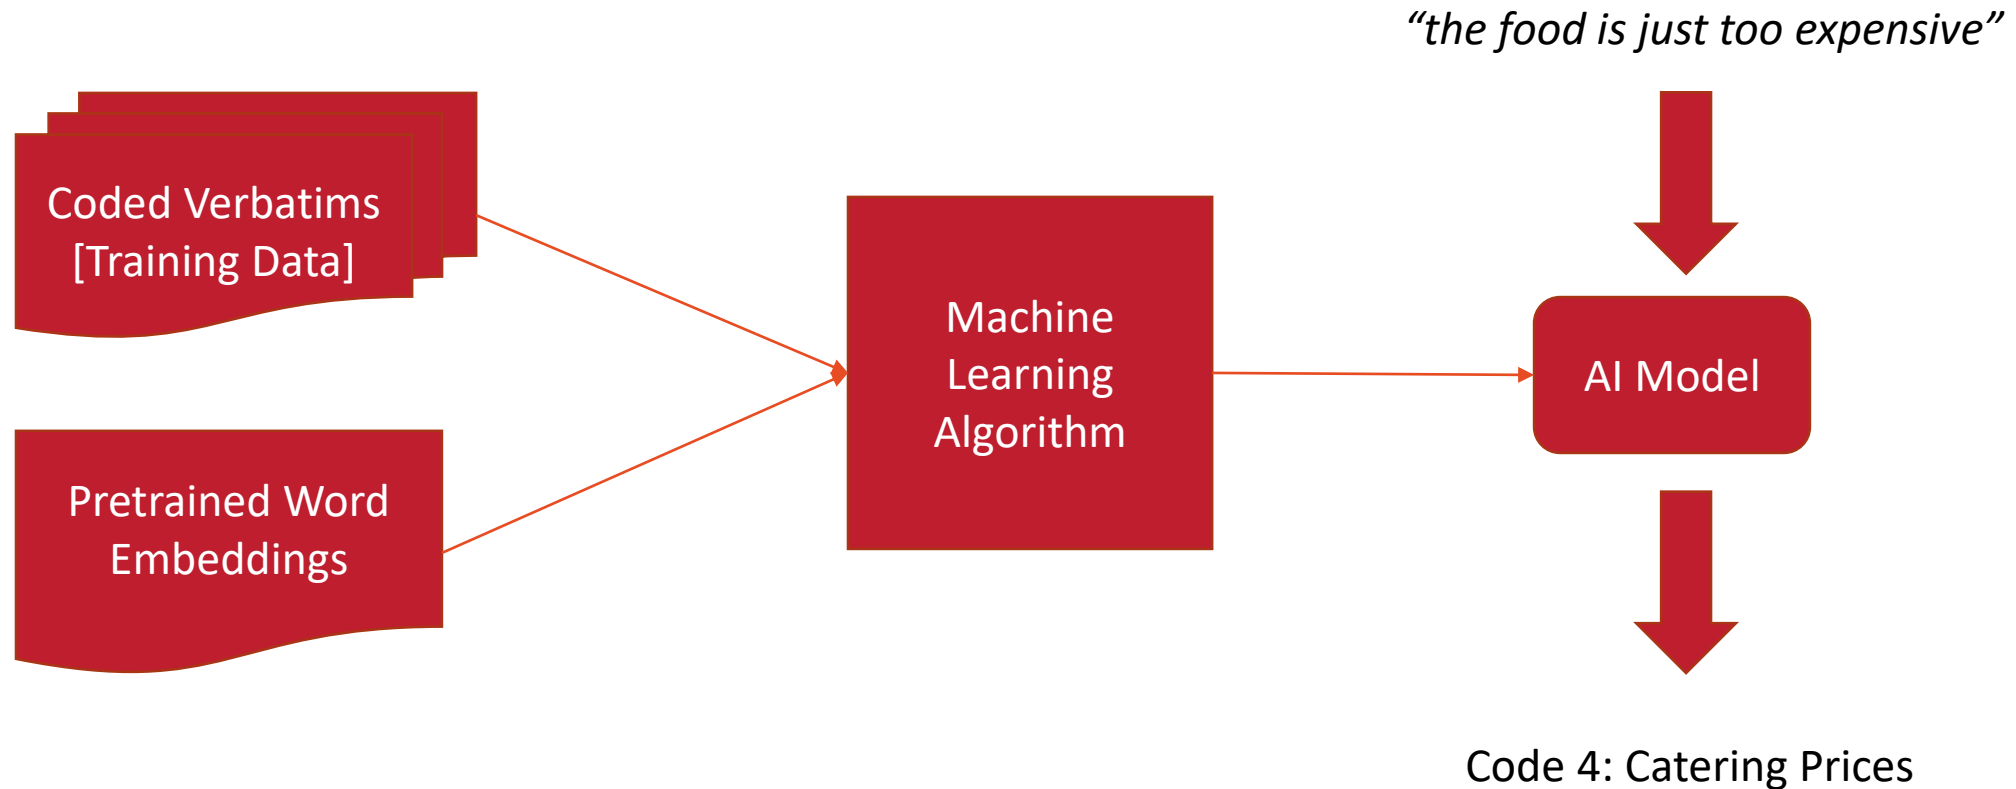 “the food is just too expensive”
Coded Verbatims
[Training Data]
Machine
Learning
Algorithm
AI Model
Pretrained Word
Embeddings
Code 4: Catering Prices